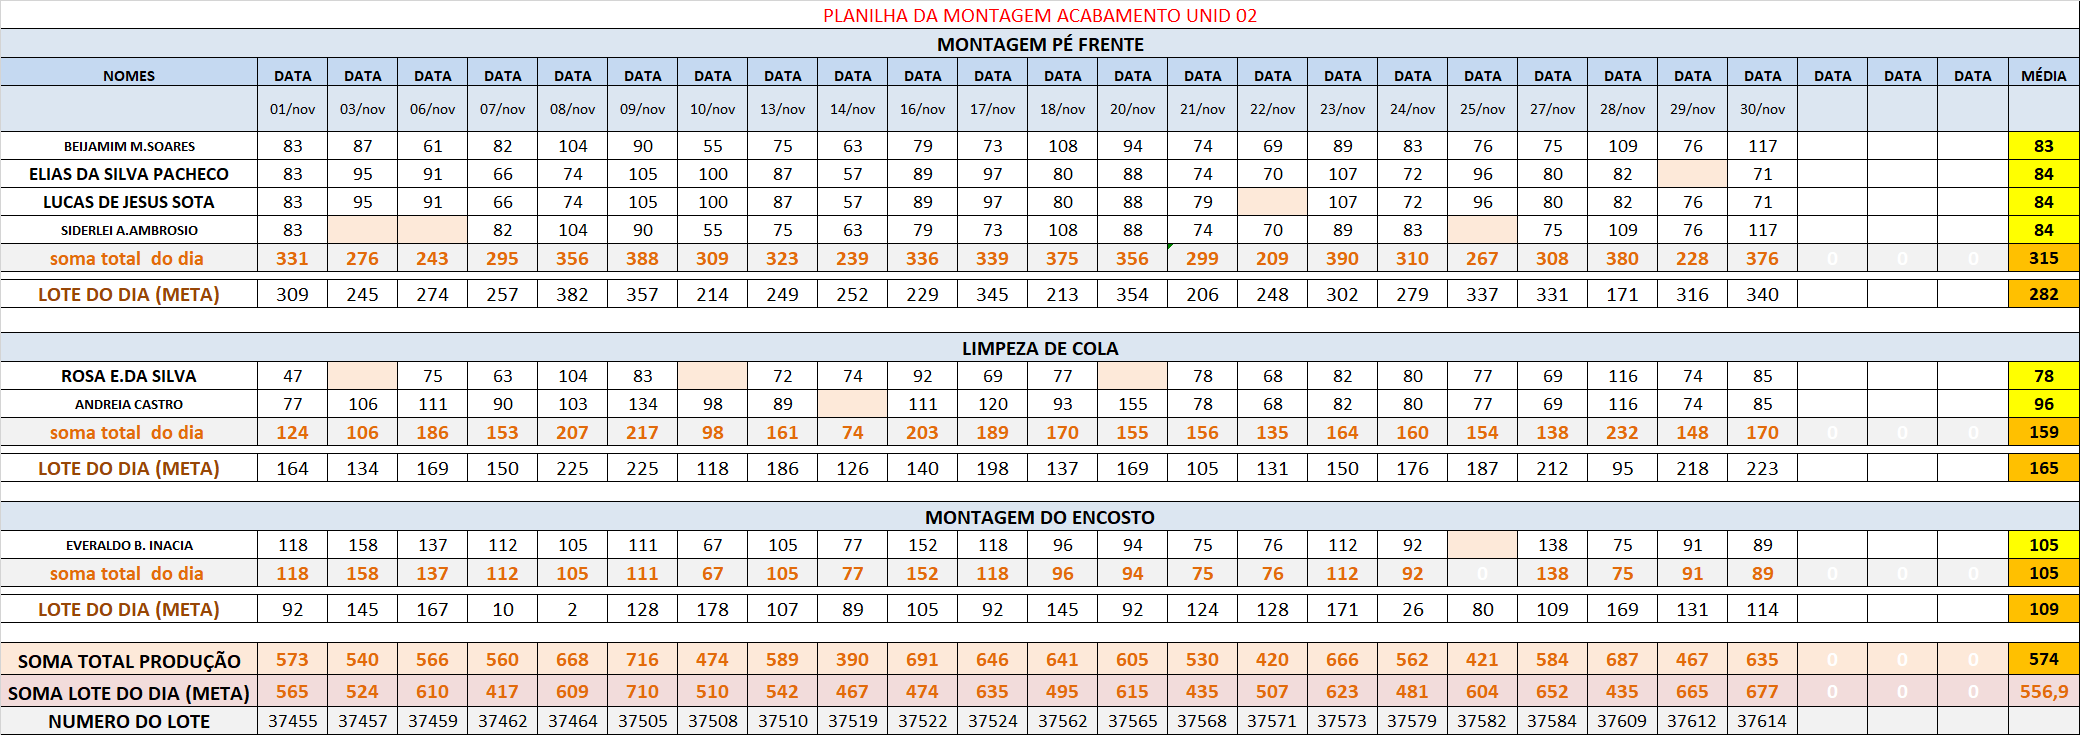 PLANILHA DA MONTAGEM ACABAMENTO UNID 02
MONTAGEM PÉ FRENTE
NOMES DATA DATA DATA DATA DATA DATA DATA DATA DATA DATA DATA DATA DATA DATA DATA DATA DATA DATA DATA DATA DATA DATA DATA DATA DATA MÉDIA
01/nov 03/nov 06/nov 07/nov 08/nov 09/nov 10/nov 13/nov 14/nov 16/nov 17/nov 18/nov 20/nov 21/nov 22/nov 23/nov 24/nov 25/nov 27/nov 28/nov 29/nov 30/nov
BEIJAMIM M.SOARES 83 87 61 82 104 90 55 75 63 79 73 108 94 74 69 89 83 76 75 109 76 117 83
ELIAS DA SILVA PACHECO 83 95 91 66 74 105 100 87 57 89 97 80 88 74 70 107 72 96 80 82 71 84
LUCAS DE JESUS SOTA 83 95 91 66 74 105 100 87 57 89 97 80 88 79 107 72 96 80 82 76 71 84
SIDERLEI A.AMBROSIO 83 82 104 90 55 75 63 79 73 108 88 74 70 89 83 75 109 76 117 84
soma total do dia 331 276 243 295 356 388 309 323 239 336 339 375 356 299 209 390 310 267 308 380 228 376 0 0 0 315
LOTE DO DIA (META) 309 245 274 257 382 357 214 249 252 229 345 213 354 206 248 302 279 337 331 171 316 340 282
LIMPEZA DE COLA
ROSA E.DA SILVA 47 75 63 104 83 72 74 92 69 77 78 68 82 80 77 69 116 74 85 78
ANDREIA CASTRO 77 106 111 90 103 134 98 89 111 120 93 155 78 68 82 80 77 69 116 74 85 96
soma total do dia 124 106 186 153 207 217 98 161 74 203 189 170 155 156 135 164 160 154 138 232 148 170 0 0 0 159
LOTE DO DIA (META) 164 134 169 150 225 225 118 186 126 140 198 137 169 105 131 150 176 187 212 95 218 223 165
MONTAGEM DO ENCOSTO
EVERALDO B. INACIA 118 158 137 112 105 111 67 105 77 152 118 96 94 75 76 112 92 138 75 91 89 105
soma total do dia 118 158 137 112 105 111 67 105 77 152 118 96 94 75 76 112 92 0 138 75 91 89 0 0 0 105
LOTE DO DIA (META) 92 145 167 10 2 128 178 107 89 105 92 145 92 124 128 171 26 80 109 169 131 114 109
SOMA TOTAL PRODUÇÃO 573 540 566 560 668 716 474 589 390 691 646 641 605 530 420 666 562 421 584 687 467 635 0 0 0 574
SOMA LOTE DO DIA (META) 565 524 610 417 609 710 510 542 467 474 635 495 615 435 507 623 481 604 652 435 665 677 0 0 0 556,9
NUMERO DO LOTE 37455 37457 37459 37462 37464 37505 37508 37510 37519 37522 37524 37562 37565 37568 37571 37573 37579 37582 37584 37609 37612 37614